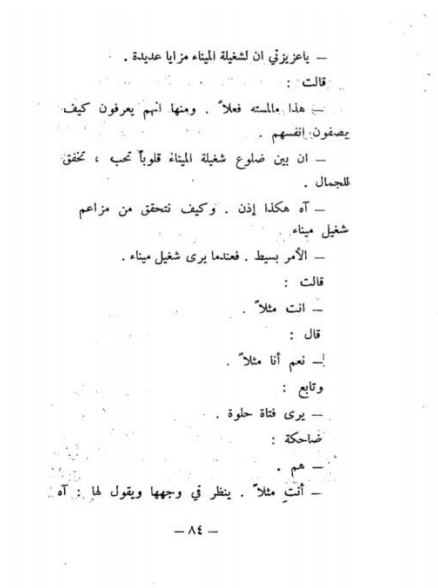 — ياعزيزتي ان لشغيلة الميناء مزايا عديدة .
قالت :
— هذا مالمسته فعلاً . ومنها انهم يعرفون كيف
يصفون انفسهم .
— ان بين ضلوع شغيلة الميناء قلوباً تحب ، تخفق
للجمال .
— آه هكذا إذن . وكيف نتحقق من مزاعم
شغيل ميناء
— الأمر بسيط . فعندما يرى شغيل ميناء .
قالت :
— انت مثلاً .
قال :
— نعم أنا مثلاً .
وتابع :
— يرى فتاة حلوة .
ضاحكة :
— هم .
— أنت مثلاً . ينظر في وجهها ويقول لها : آه
— ٨٤ —